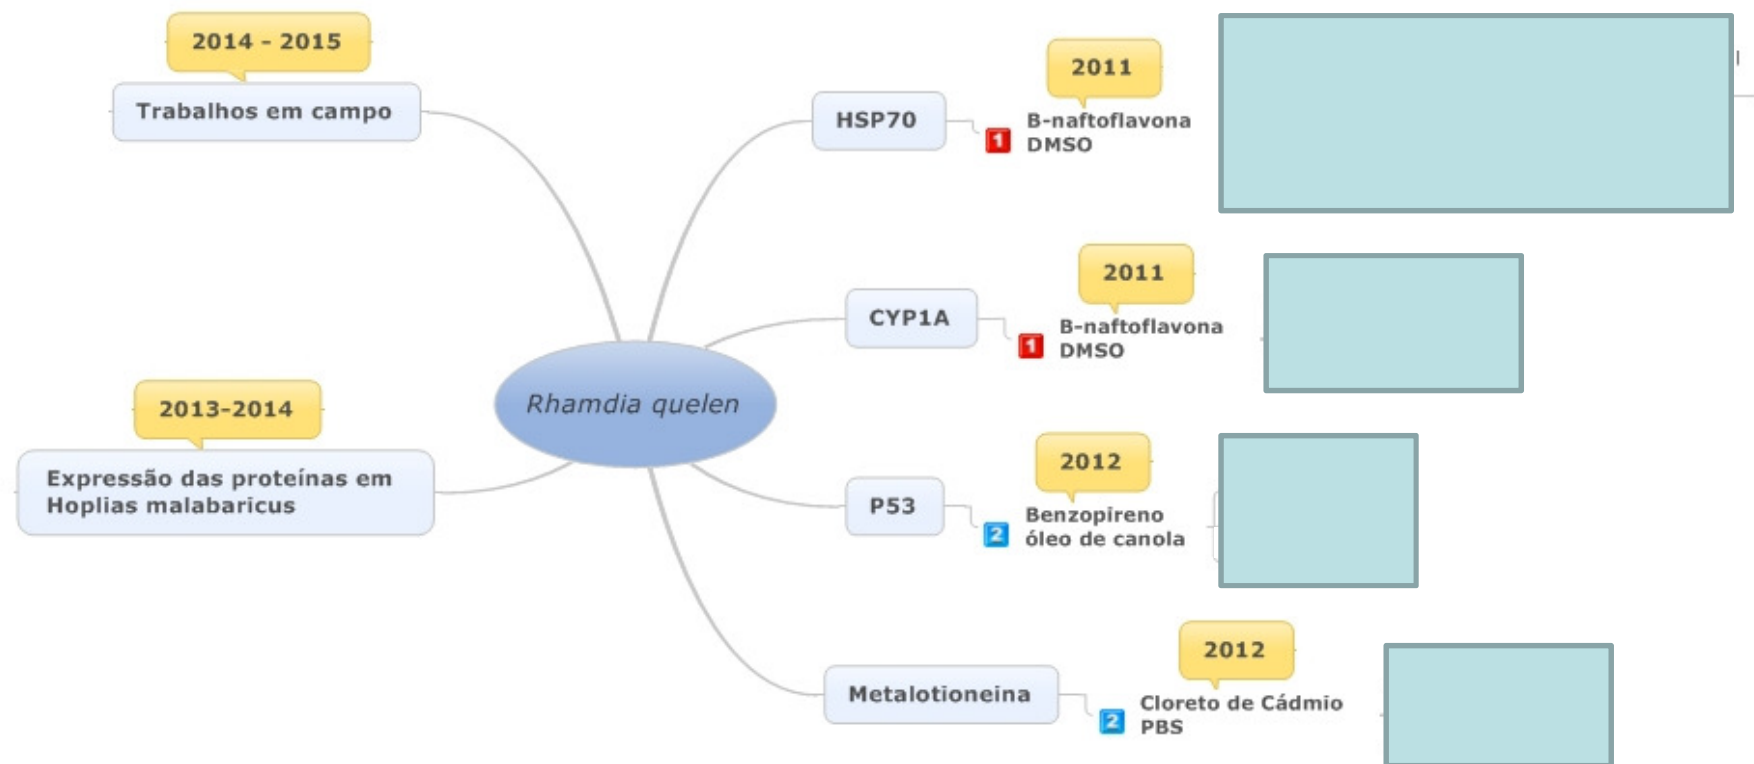 2014 - 2015
Trabalhos em campo
2011
HSP70
1
B-naftoflavona
DMSO
2011
CYP1A
1
B-naftoflavona
DMSO
Rhamdia quelen
2013-2014
Expressão das proteínas em
Hoplias malabaricus
2012
P53
2
Benzopireno
óleo de canola
2012
Metalotioneina
2
Cloreto de Cádmio
PBS